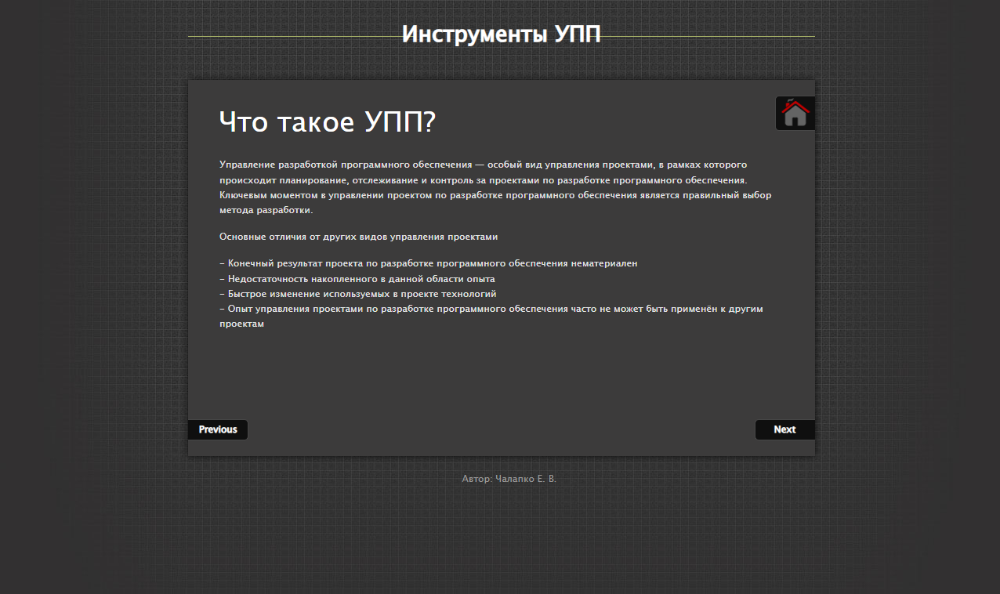 Инструменты УПП
Что такое УПП?
Управление разработкой программного обеспечения — особый вид управления проектами, в рамках которого
происходит планирование, отслеживание и контроль за проектами по разработке программного обеспечения.
Ключевым моментом в управлении проектом по разработке программного обеспечения является правильный выбор
метода разработки.
Основные отличия от других видов управления проектами
- Конечный результат проекта по разработке программного обеспечения нематериален
- Недостаточность накопленного в данной области опыта
- Быстрое изменение используемых в проекте технологий
- Опыт управления проектами по разработке программного обеспечения часто не может быть применён к другим
проектам
Previous
Next
Автор: Чалапко Е. В.